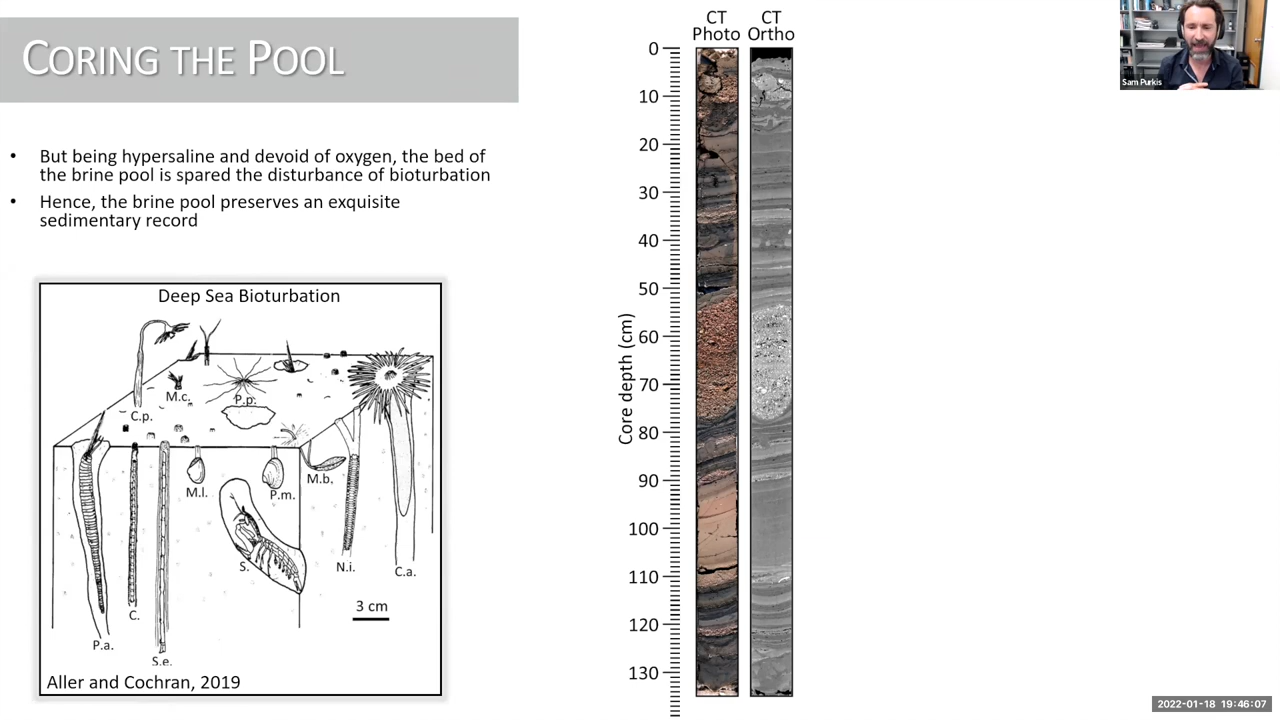 CORING THE POOL
• But being hypersaline and devoid of oxygen, the bed of
the brine pool is spared the disturbance of bioturbation
• Hence, the brine pool preserves an exquisite
sedimentary record
Deep Sea Bioturbation
C.p.
M.c.
P.p.
M.l.
P.m.
M.b.
S.
N.i.
C.a.
C.
P.a.
S.e.
3 cm
Aller and Cochran, 2019
CT
Photo
CT
Ortho
Core depth (cm)
0
10
20
30
40
50
60
70
80
90
100
110
120
130
Sam Purkis
2022-01-18 19:46:07